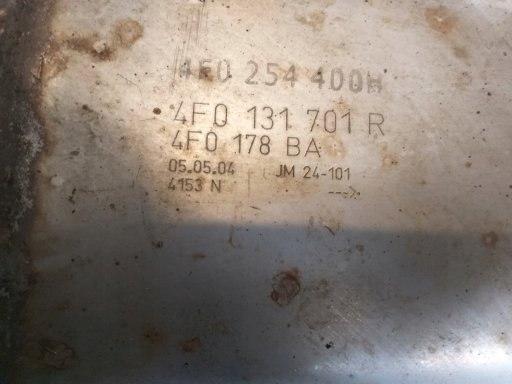 4F0 254 400H
4F0 131 701 R
4F0 178 BA
05.05.04 JM 24-101
4153 N --->